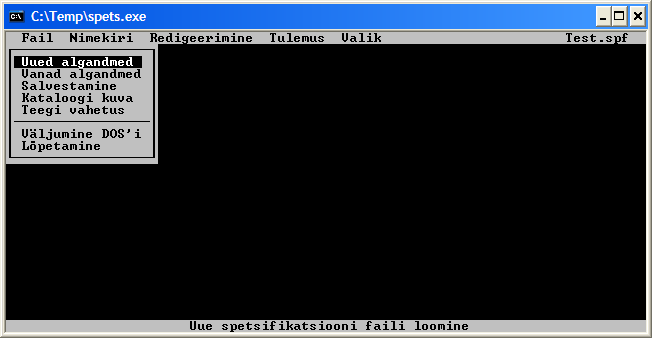 C:\Temp\spets.exe
Fail Nimekiri Redigeerimine Tulemus Valik Test.spf
Uued algandmed
Vanad algandmed
Salvestamine
Kataloogi kuva
Teegi vahetus
Väljumine DOS'i
Lõpetamine
Uue spetsifikatsiooni faili loomine